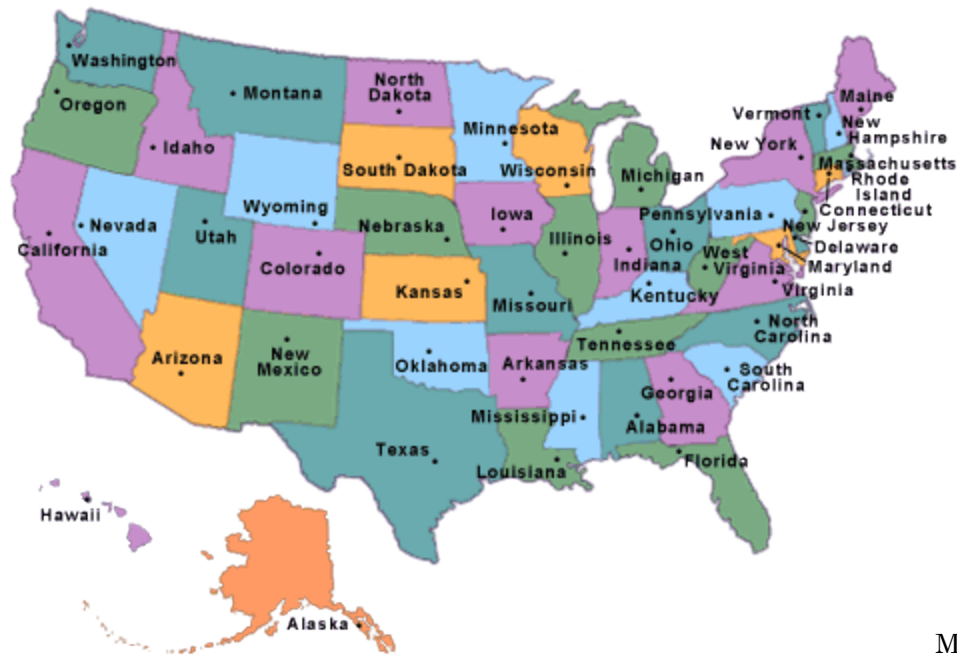 Washington
Oregon
Idaho
Montana
North
Dakota
Minnesota
South Dakota
Wisconsin
Michigan
Vermont
Maine
New
Hampshire
New York
Massachusetts
Rhode
Island
Connecticut
New Jersey
Delaware
Maryland
Virginia
Pennsylvania
Wyoming
Nebraska
Iowa
Illinois
Indiana
Ohio
West
Virginia
Nevada
California
Utah
Colorado
Kansas
Missouri
Kentucky
North
Carolina
Tennessee
South
Carolina
Arizona
New
Mexico
Oklahoma
Arkansas
Georgia
Mississippi
Alabama
Texas
Louisiana
Florida
Hawaii
Alaska
M